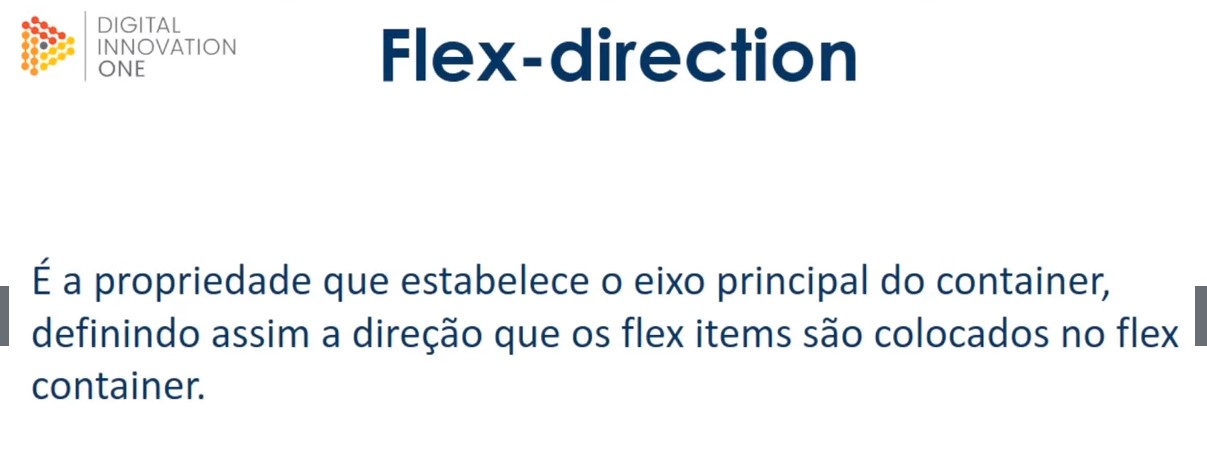 DIGITAL
INNOVATION
ONE
Flex-direction
É a propriedade que estabelece o eixo principal do container,
definindo assim a direção que os flex items são colocados no flex
container.